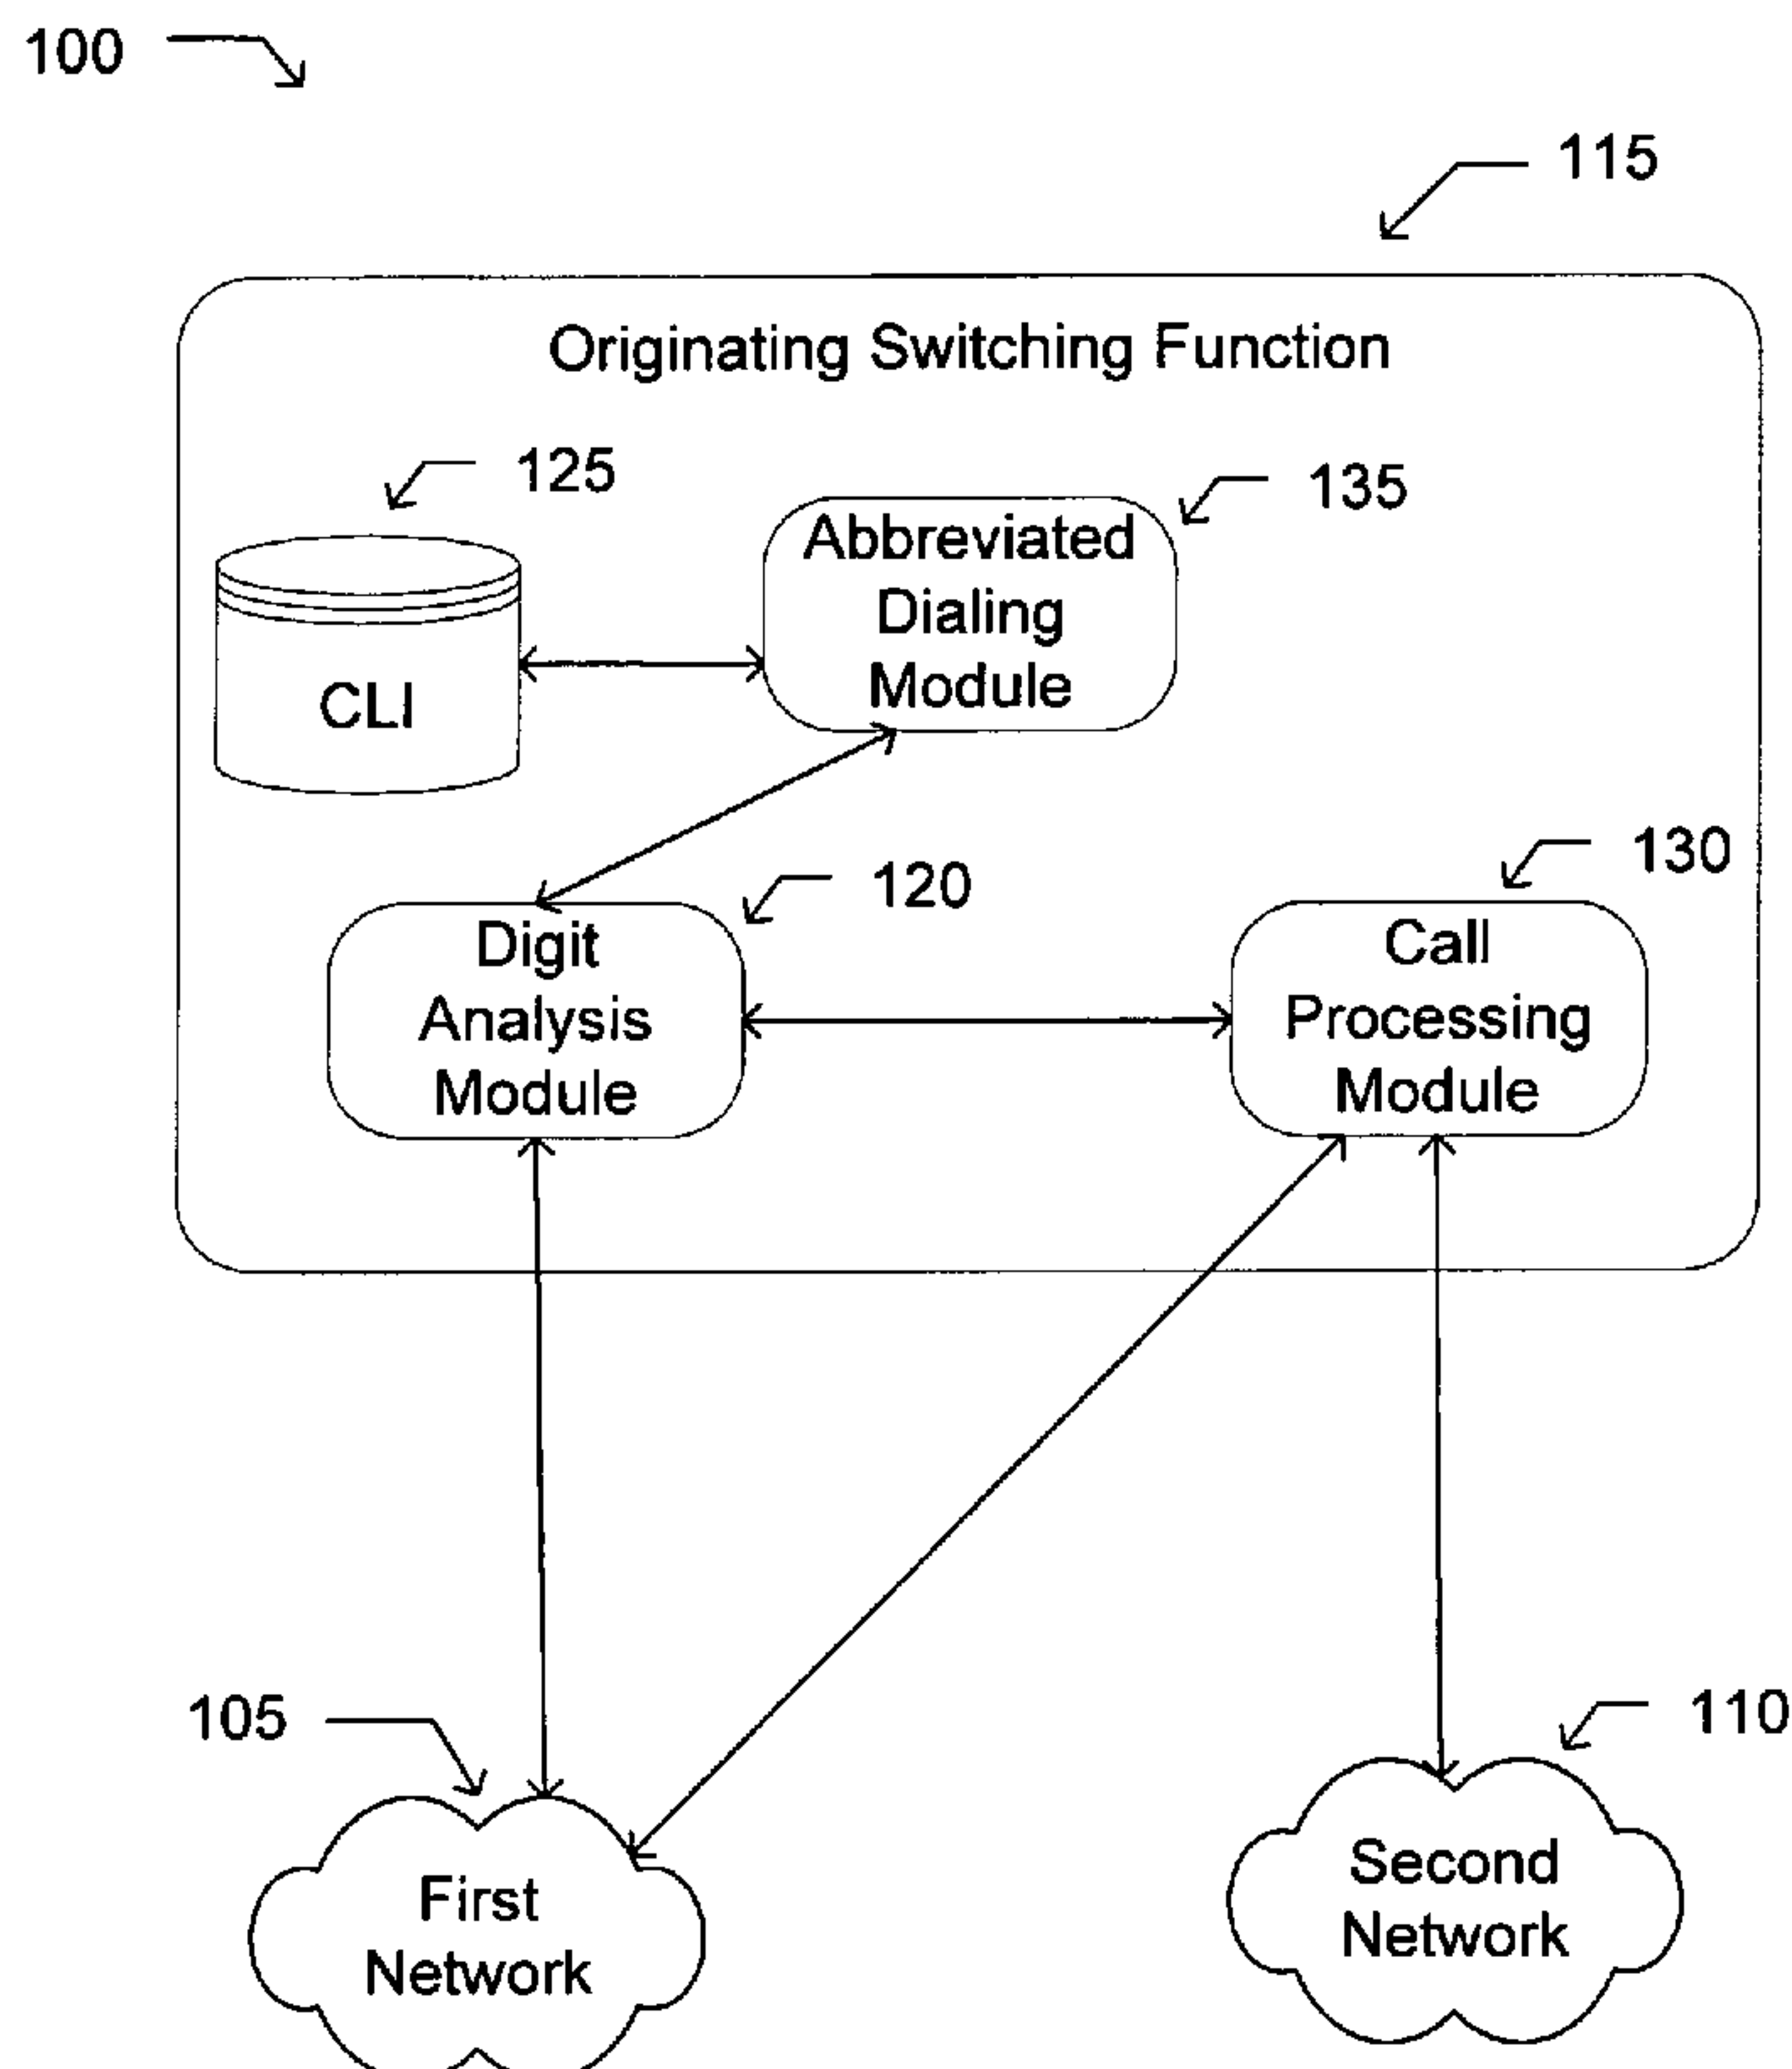 100
115
Originating Switching Function
125
135
Abbreviated
Dialing
Module
CLI
120
130
Digit
Analysis
Module
Call
Processing
Module
105
110
First
Network
Second
Network